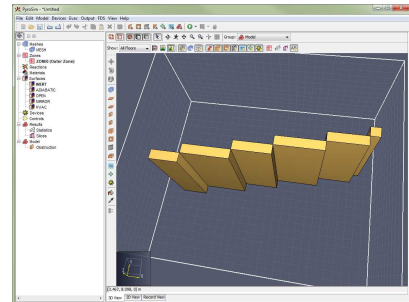 PyroSim - *Untitled
File Edit Model Devices Evac Output FDS View Help
Group: Model
Show: All Floors
Meshes
MESH
Zones
ZONE0 (Outer Zone)
Reactions
Materials
Surfaces
INERT
ADIABATIC
OPEN
MIRROR
HVAC
Devices
Controls
Results
Statistics
Slices
Model
Obstruction
3D View 2D View Record View